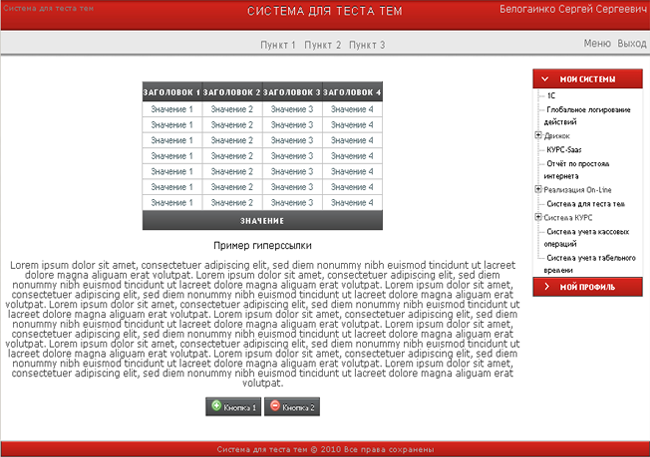 Система для теста тем
СИСТЕМА ДЛЯ ТЕСТА ТЕМ
Белогаинко Сергей Сергеевич
Пункт 1 Пункт 2 Пункт 3
Меню Выход
ЗАГОЛОВОК 1 ЗАГОЛОВОК 2 ЗАГОЛОВОК 3 ЗАГОЛОВОК 4
Значение 1 Значение 2 Значение 3 Значение 4
Значение 1 Значение 2 Значение 3 Значение 4
Значение 1 Значение 2 Значение 3 Значение 4
Значение 1 Значение 2 Значение 3 Значение 4
Значение 1 Значение 2 Значение 3 Значение 4
Значение 1 Значение 2 Значение 3 Значение 4
Значение 1 Значение 2 Значение 3 Значение 4
ЗНАЧЕНИЕ
Пример гиперссылки
Lorem ipsum dolor sit amet, consectetuer adipiscing elit, sed diem nonummy nibh euismod tincidunt ut lacreet
dolore magna aliguam erat volutpat. Lorem ipsum dolor sit amet, consectetuer adipiscing elit, sed diem
nonummy nibh euismod tincidunt ut lacreet dolore magna aliguam erat volutpat. Lorem ipsum dolor sit amet,
consectetuer adipiscing elit, sed diem nonummy nibh euismod tincidunt ut lacreet dolore magna aliguam erat
volutpat. Lorem ipsum dolor sit amet, consectetuer adipiscing elit, sed diem nonummy nibh euismod tincidunt ut
lacreet dolore magna aliguam erat volutpat. Lorem ipsum dolor sit amet, consectetuer adipiscing elit, sed diem
nonummy nibh euismod tincidunt ut lacreet dolore magna aliguam erat volutpat. Lorem ipsum dolor sit amet,
consectetuer adipiscing elit, sed diem nonummy nibh euismod tincidunt ut lacreet dolore magna aliguam erat
volutpat. Lorem ipsum dolor sit amet, consectetuer adipiscing elit, sed diem nonummy nibh euismod tincidunt ut
lacreet dolore magna aliguam erat volutpat. Lorem ipsum dolor sit amet, consectetuer adipiscing elit, sed diem
nonummy nibh euismod tincidunt ut lacreet dolore magna aliguam erat volutpat. Lorem ipsum dolor sit amet,
consectetuer adipiscing elit, sed diem nonummy nibh euismod tincidunt ut lacreet dolore magna aliguam erat
volutpat.
Кнопка 1 Кнопка 2
МОИ СИСТЕМЫ
1С
Глобальное логирование
действий
Движок
КУРС-SaaS
Отчёт по простоям
интернета
Реализация On-Line
Система для теста тем
Система КУРС
Система учета кассовых
операций
Система учета табельного
времени
МОЙ ПРОФИЛЬ
Система для теста тем © 2010 Все права сохранены